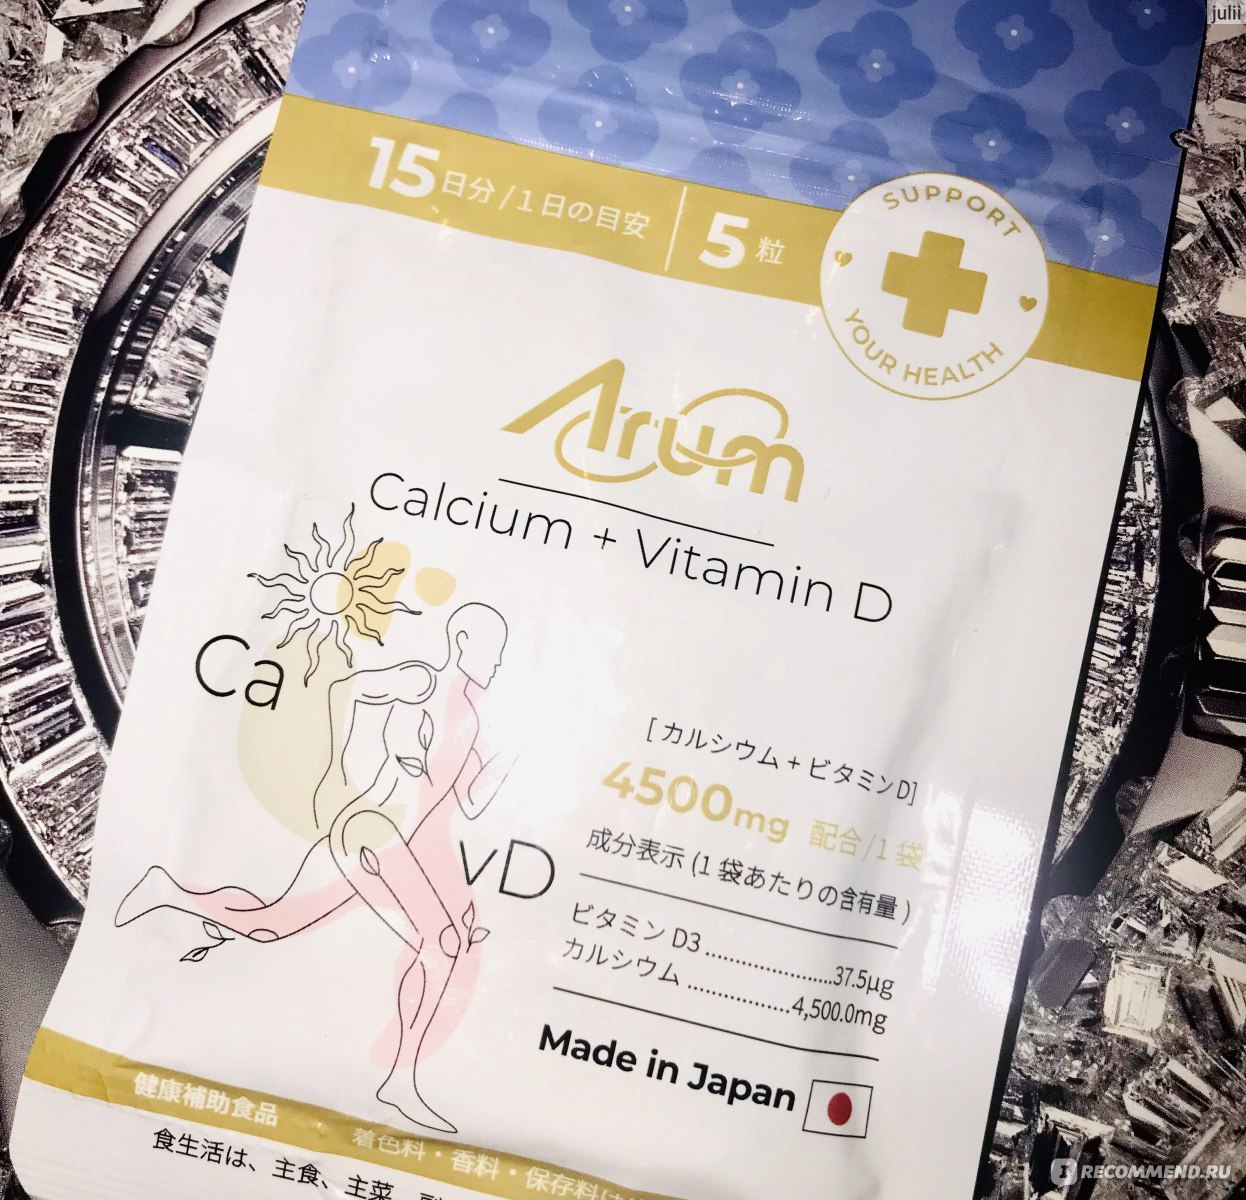 julii
15日分 / 1日の目安 5粒
SUPPORT
YOUR HEALTH
Arum
Calcium + Vitamin D
Ca
vD
[カルシウム + ビタミンD]
4500mg 配合 / 1袋
成分表示 (1袋あたりの含有量)
ビタミン D3 ......................37.5μg
カルシウム ..................4,500.0mg
Made in Japan
健康補助食品
着色料・香料・保存料は
食生活は、主食、主菜、
RECOMMEND.RU